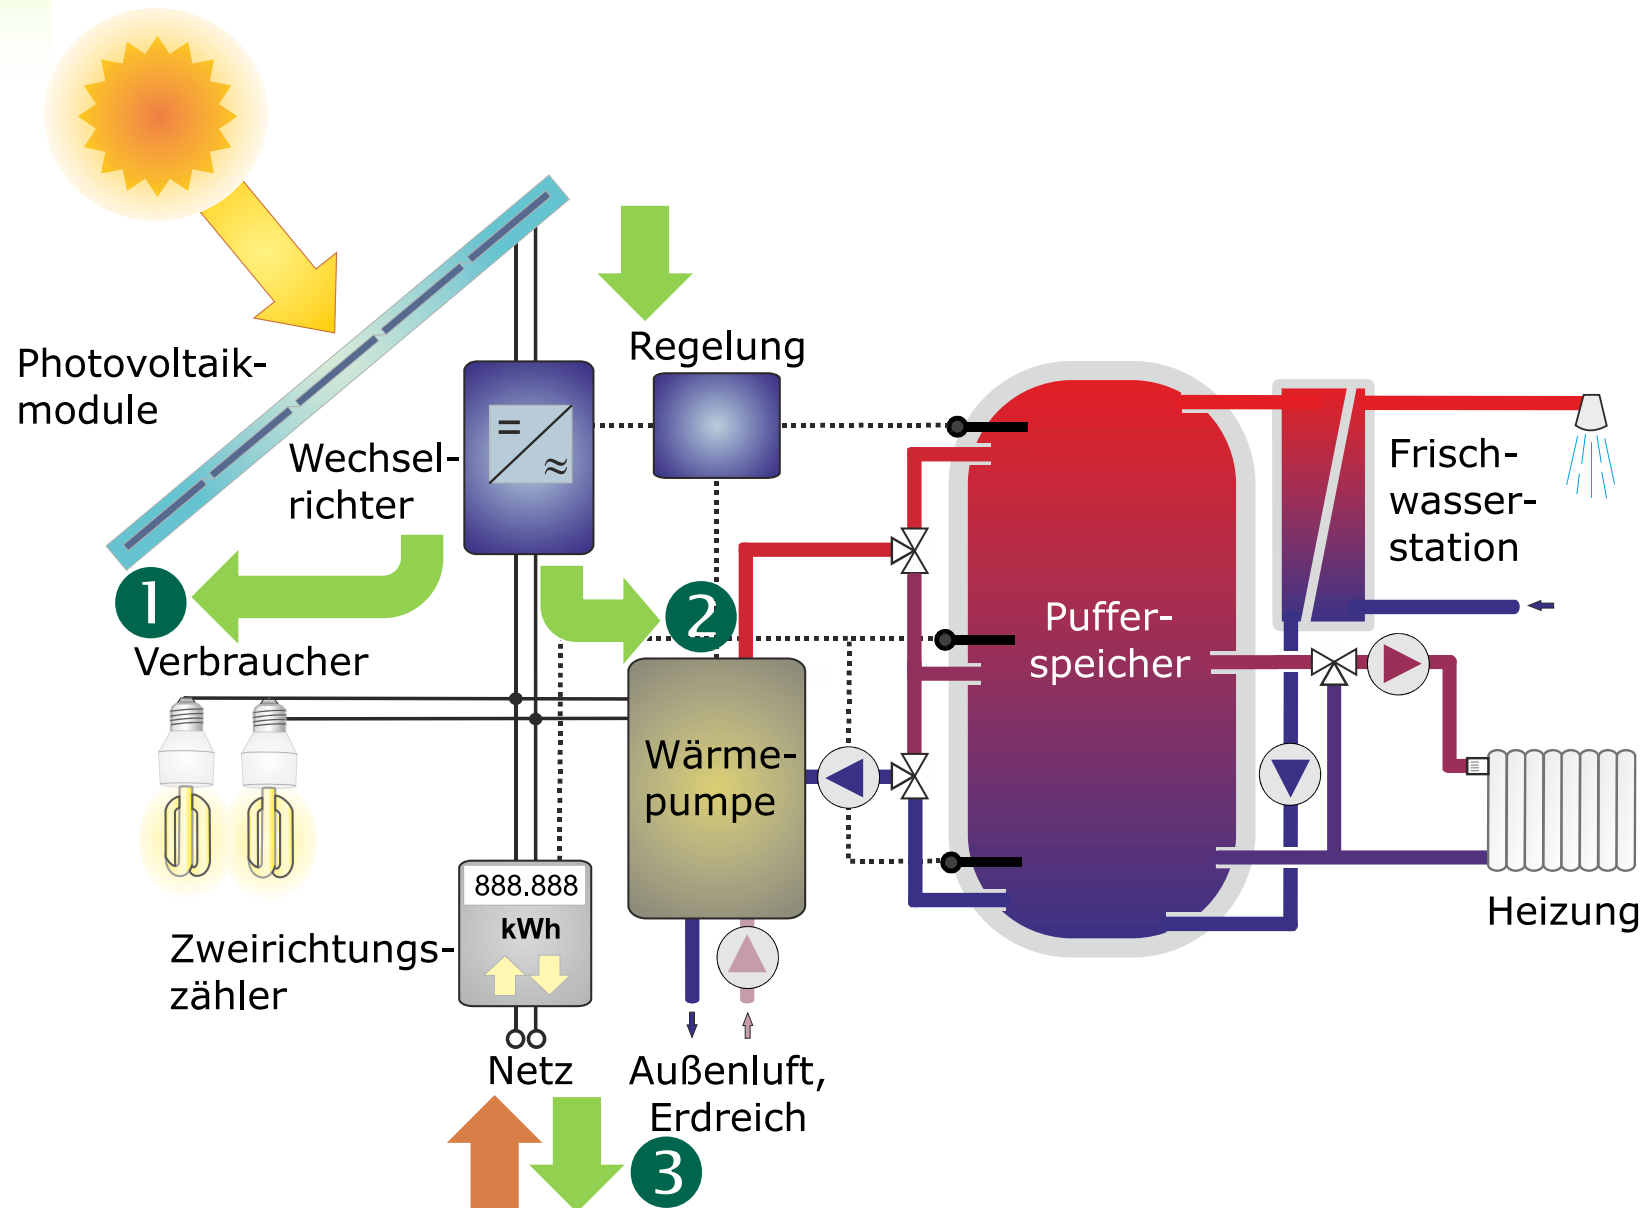 Regelung
Photovoltaik-
module
Wechsel-
richter
=
≈
Frisch-
wasser-
station
1
2
Verbraucher
Puffer-
speicher
Wärme-
pumpe
888.888
kWh
Zweirichtungs-
zähler
Heizung
Netz
Außenluft,
Erdreich
3